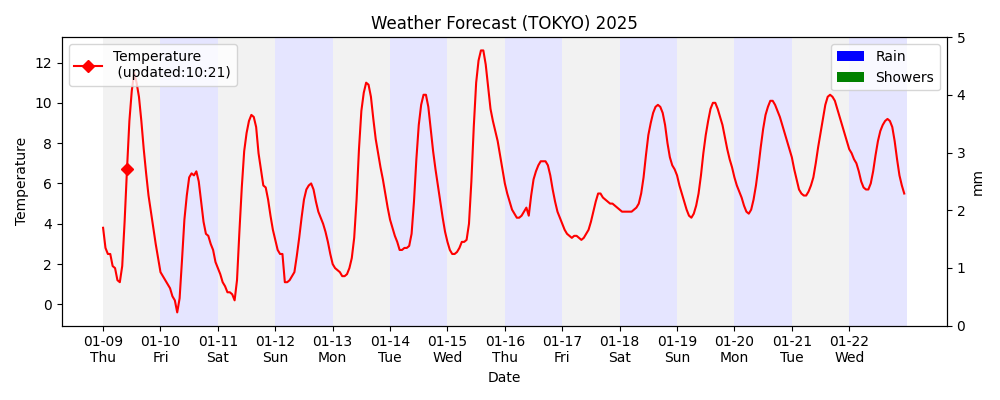 Weather Forecast (TOKYO) 2025
Temperature
(updated:10:21)
Rain
Showers
Temperature
12
10
8
6
4
2
0
5
4
3
2
1
0
mm
01-09 01-10 01-11 01-12 01-13 01-14 01-15 01-16 01-17 01-18 01-19 01-20 01-21 01-22
Thu Fri Sat Sun Mon Tue Wed Thu Fri Sat Sun Mon Tue Wed
Date